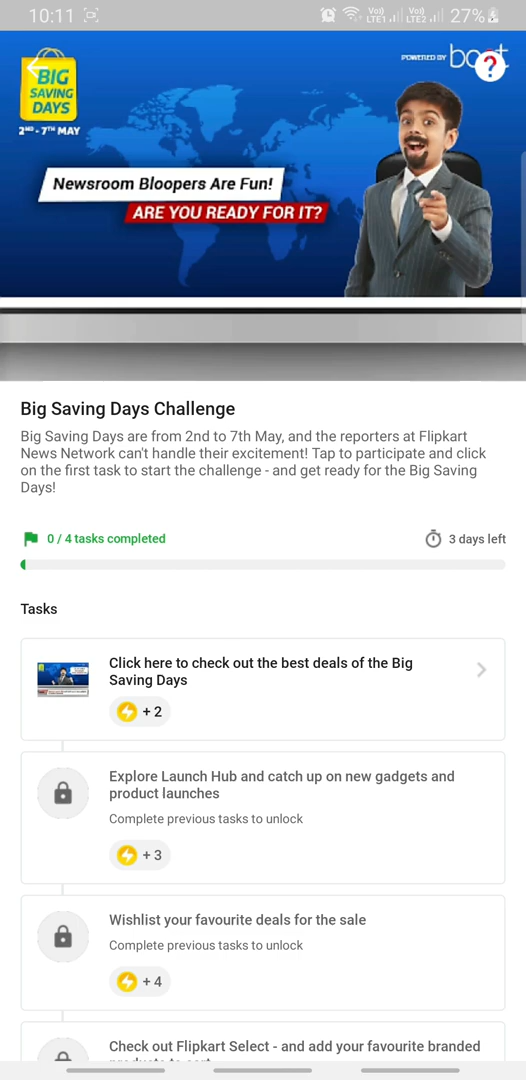 10:11
Vo) LTE1 Vo) LTE2 27%
POWERED BY
?
BIG
SAVING
DAYS
2ND - 7TH MAY
Newsroom Bloopers Are Fun!
ARE YOU READY FOR IT?
Big Saving Days Challenge
Big Saving Days are from 2nd to 7th May, and the reporters at Flipkart
News Network can't handle their excitement! Tap to participate and click
on the first task to start the challenge - and get ready for the Big Saving
Days!
0 / 4 tasks completed
3 days left
Tasks
Click here to check out the best deals of the Big
Saving Days
+ 2
Explore Launch Hub and catch up on new gadgets and
product launches
Complete previous tasks to unlock
+ 3
Wishlist your favourite deals for the sale
Complete previous tasks to unlock
+ 4
Check out Flipkart Select - and add your favourite branded